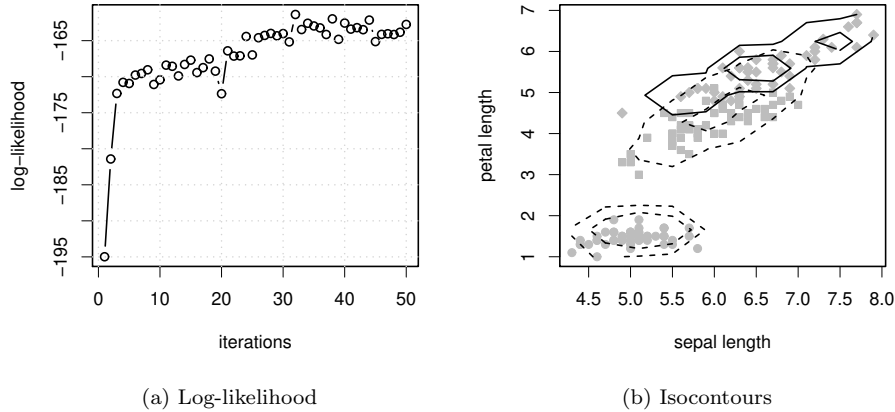 log−likelihood
−165
−175
−185
−195
0 10 20 30 40 50
iterations
(a) Log-likelihood
petal length
7
6
5
4
3
2
1
4.5 5.0 5.5 6.0 6.5 7.0 7.5 8.0
sepal length
(b) Isocontours